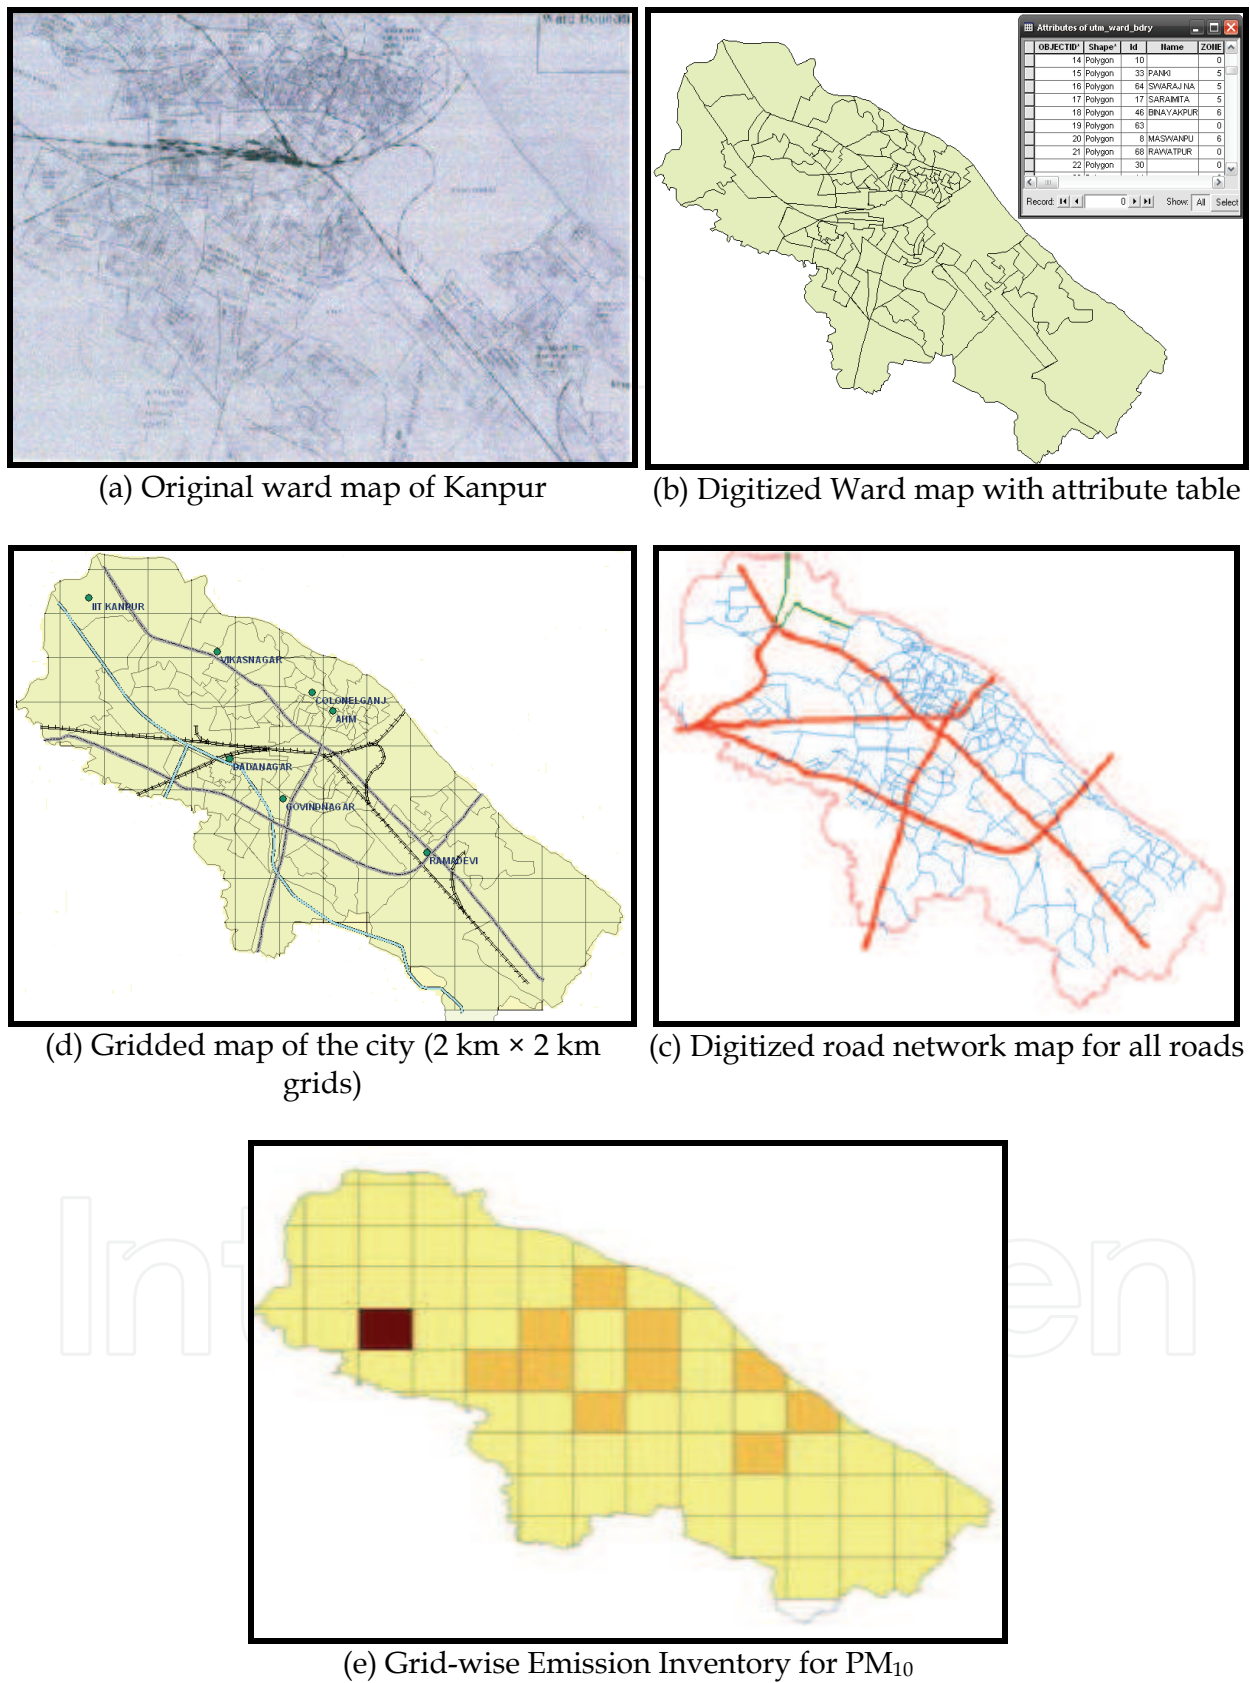 Ward Bound
(a) Original ward map of Kanpur
Attributes of utm_ward_bdry
OBJECTID* Shape* Id Name ZONE
14 Polygon 10 0
15 Polygon 33 PANKI 5
16 Polygon 64 SWARAJ NA 5
17 Polygon 17 SARAIMITA 5
18 Polygon 46 BINAYAKPUR 6
19 Polygon 63 0
20 Polygon 8 MASWANPU 6
21 Polygon 68 RAWATPUR 0
22 Polygon 30 0
Record: 0 Show: All Select
(b) Digitized Ward map with attribute table
IIT KANPUR
VIKASNAGAR
COLONELGANJ
AHM
DADANAGAR
GOVINDNAGAR
RAMADEVI
(d) Gridded map of the city (2 km × 2 km
grids)
(c) Digitized road network map for all roads
Int en
(e) Grid-wise Emission Inventory for PM₁₀